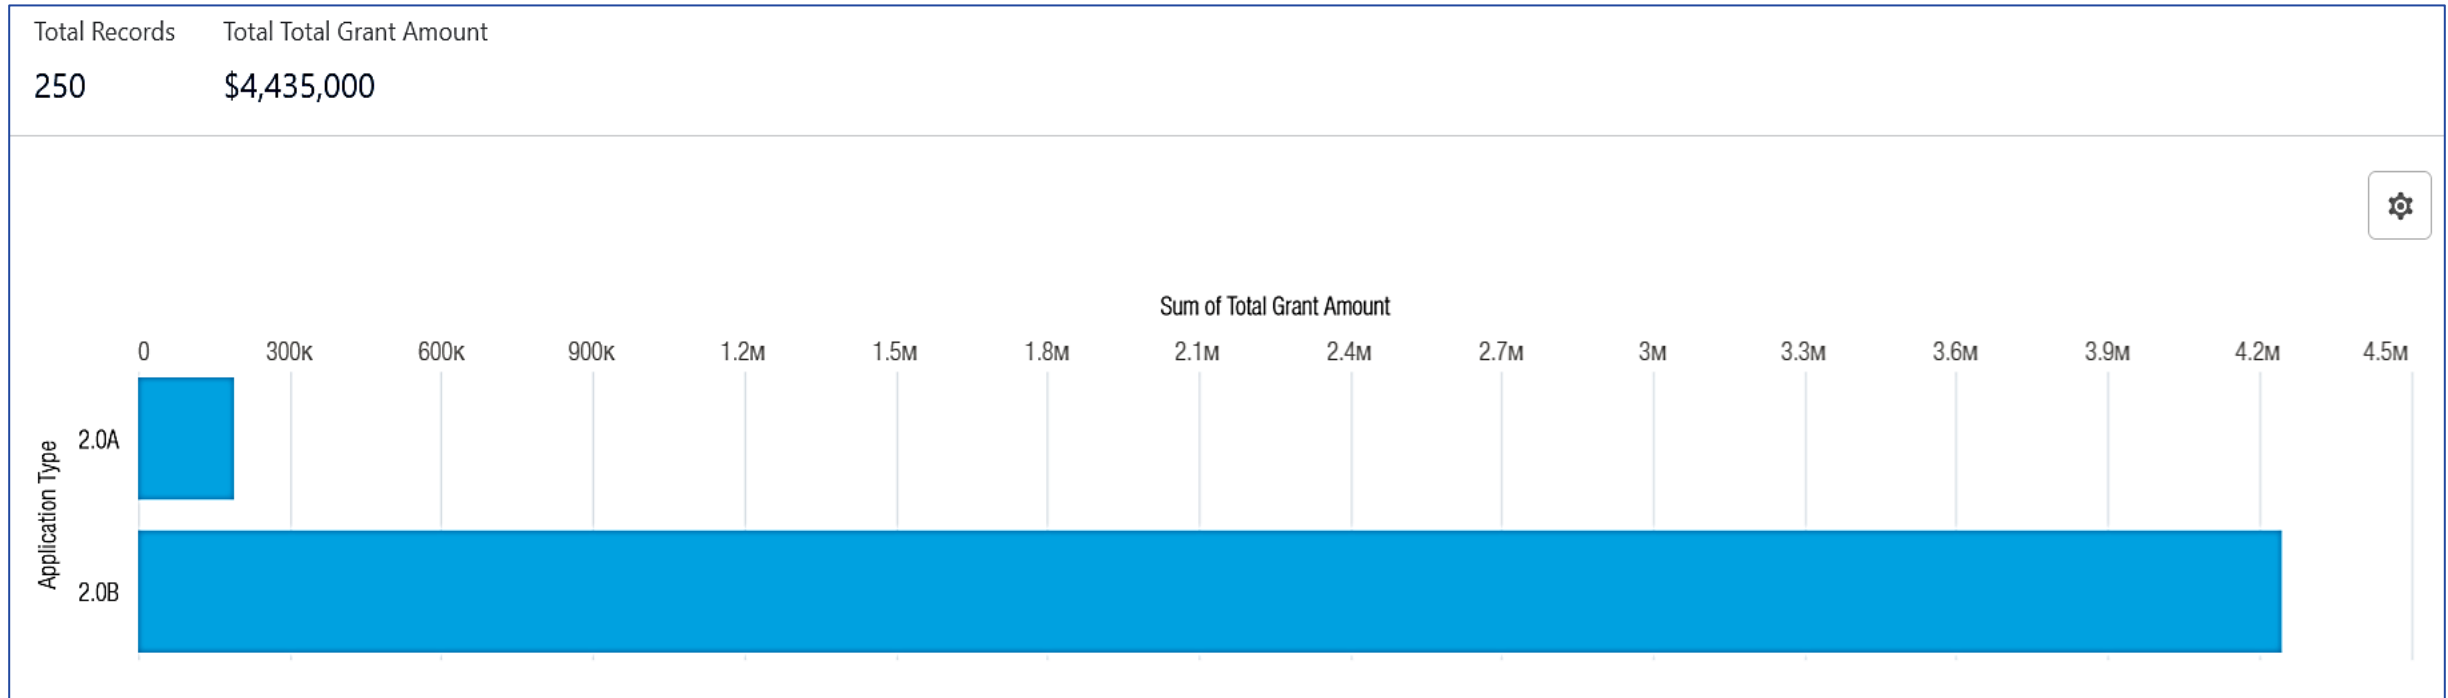 Total Records Total Total Grant Amount
250 $4,435,000
Sum of Total Grant Amount
0 300K 600K 900K 1.2M 1.5M 1.8M 2.1M 2.4M 2.7M 3M 3.3M 3.6M 3.9M 4.2M 4.5M
Application Type
2.0A
2.0B